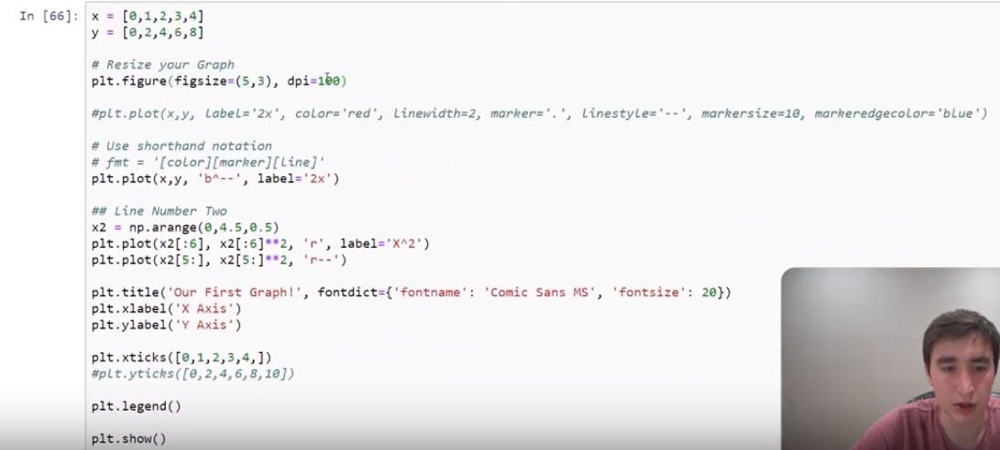 In [66]: x = [0,1,2,3,4]
y = [0,2,4,6,8]
# Resize your Graph
plt.figure(figsize=(5,3), dpi=100)
#plt.plot(x,y, label='2x', color='red', linewidth=2, marker='.', linestyle='--', markersize=10, markeredgecolor='blue')
# Use shorthand notation
# fmt = '[color][marker][line]'
plt.plot(x,y, 'b^--', label='2x')
## Line Number Two
x2 = np.arange(0,4.5,0.5)
plt.plot(x2[:6], x2[:6]**2, 'r', label='X^2')
plt.plot(x2[5:], x2[5:]**2, 'r--')
plt.title('Our First Graph!', fontdict={'fontname': 'Comic Sans MS', 'fontsize': 20})
plt.xlabel('X Axis')
plt.ylabel('Y Axis')
plt.xticks([0,1,2,3,4,])
#plt.yticks([0,2,4,6,8,10])
plt.legend()
plt.show()